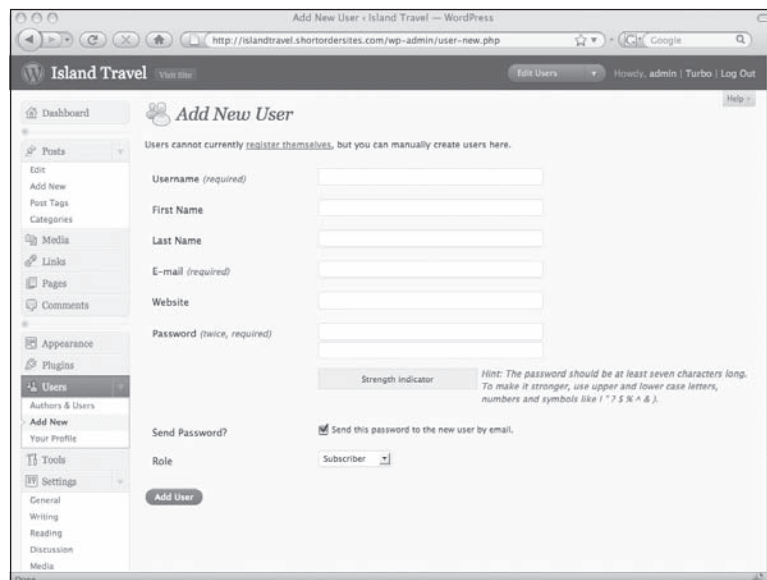 Add New User ‹ Island Travel — WordPress
http://islandtravel.shortordersites.com/wp-admin/user-new.php
Google
Island Travel Visit Site
Edit Users
Howdy, admin | Turbo | Log Out
Help
Dashboard
Posts
Edit
Add New
Post Tags
Categories
Media
Links
Pages
Comments
Appearance
Plugins
Users
Authors & Users
Add New
Your Profile
Tools
Settings
General
Writing
Reading
Discussion
Media
Add New User
Users cannot currently register themselves, but you can manually create users here.
Username (required)
First Name
Last Name
E-mail (required)
Website
Password (twice, required)
Strength indicator
Hint: The password should be at least seven characters long.
To make it stronger, use upper and lower case letters,
numbers and symbols like ! " ? $ % ^ & ).
Send Password?
Send this password to the new user by email.
Role
Subscriber
Add User
Done